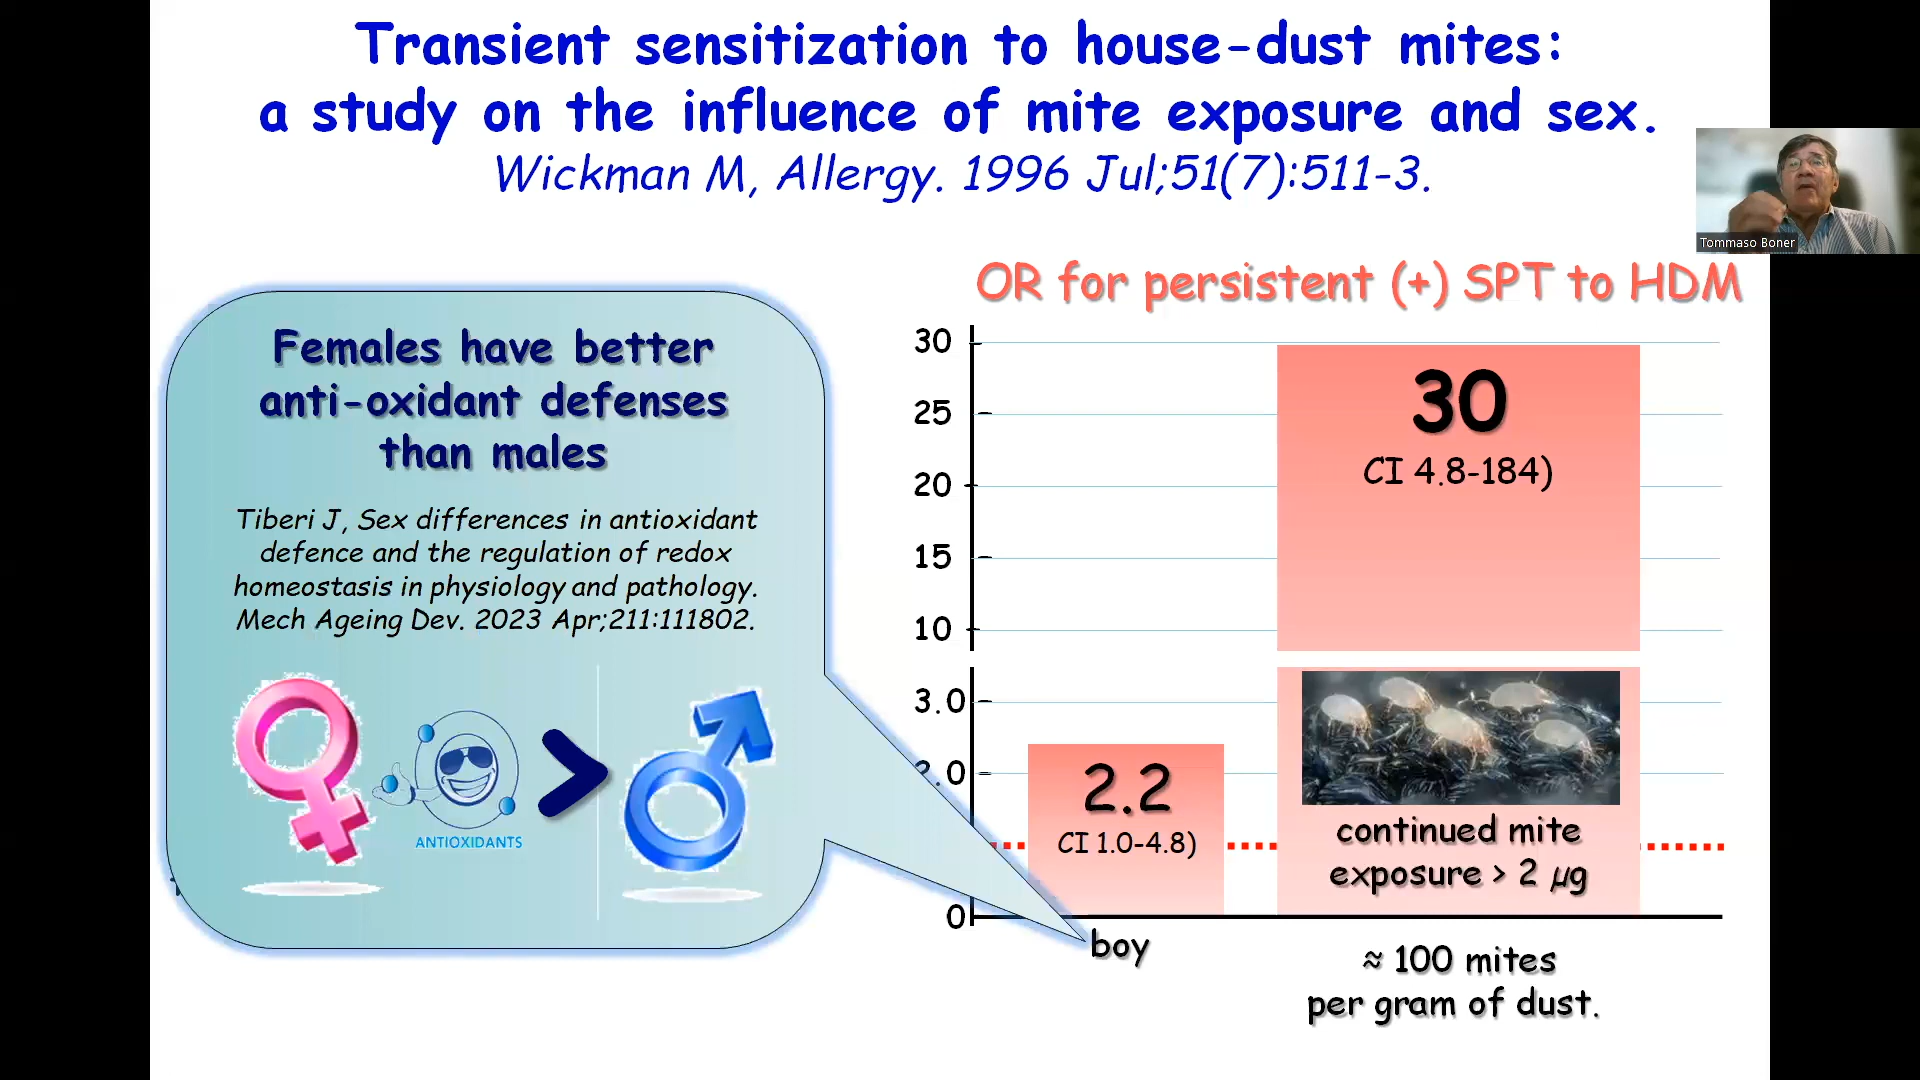 Transient sensitization to house-dust mites:
a study on the influence of mite exposure and sex.
Wickman M, Allergy. 1996 Jul;51(7):511-3.
Tommaso Boner
Females have better
anti-oxidant defenses
than males
Tiberi J, Sex differences in antioxidant
defence and the regulation of redox
homeostasis in physiology and pathology.
Mech Ageing Dev. 2023 Apr;211:111802.
ANTIOXIDANTS
>
OR for persistent (+) SPT to HDM
30
25
20
15
10
3.0
2.0
0
30
CI 4.8-184)
2.2
CI 1.0-4.8)
continued mite
exposure > 2 µg
boy
≈ 100 mites
per gram of dust.